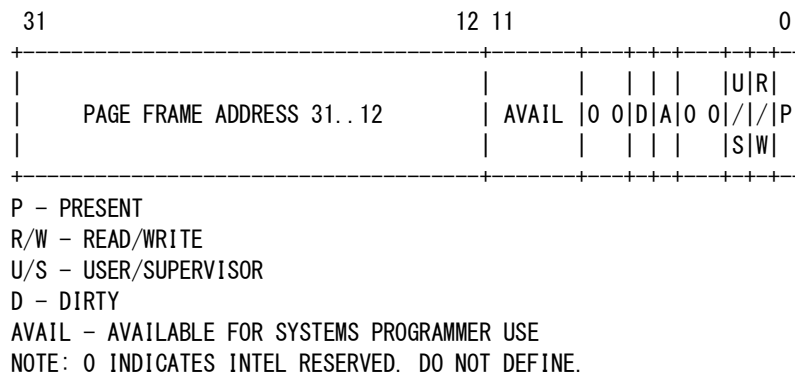 31                                  12 11                    0
+--------------------------------------+-------+---+-+-+---+-+-+-
|                                      |       |   | | |   |U|R|
|     PAGE FRAME ADDRESS 31..12        | AVAIL |0 0|D|A|0 0|/|/|P
|                                      |       |   | | |   |S|W|
+--------------------------------------+-------+---+-+-+---+-+-+-
P - PRESENT
R/W - READ/WRITE
U/S - USER/SUPERVISOR
D - DIRTY
AVAIL - AVAILABLE FOR SYSTEMS PROGRAMMER USE
NOTE: 0 INDICATES INTEL RESERVED. DO NOT DEFINE.